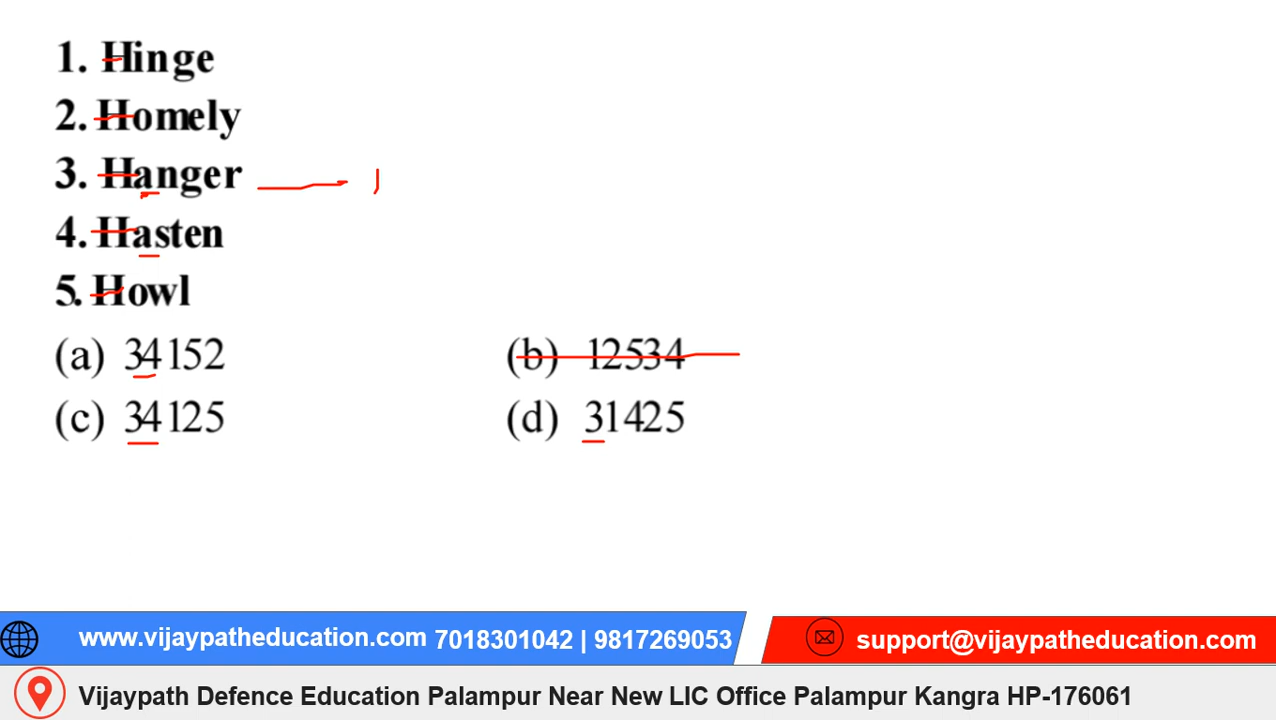 1. Hinge
2. Homely
3. Hanger
4. Hasten
5. Howl
(a) 34152 (b) 12534
(c) 34125 (d) 31425
www.vijaypatheducation.com 7018301042 | 9817269053 support@vijaypatheducation.com
Vijaypath Defence Education Palampur Near New LIC Office Palampur Kangra HP-176061